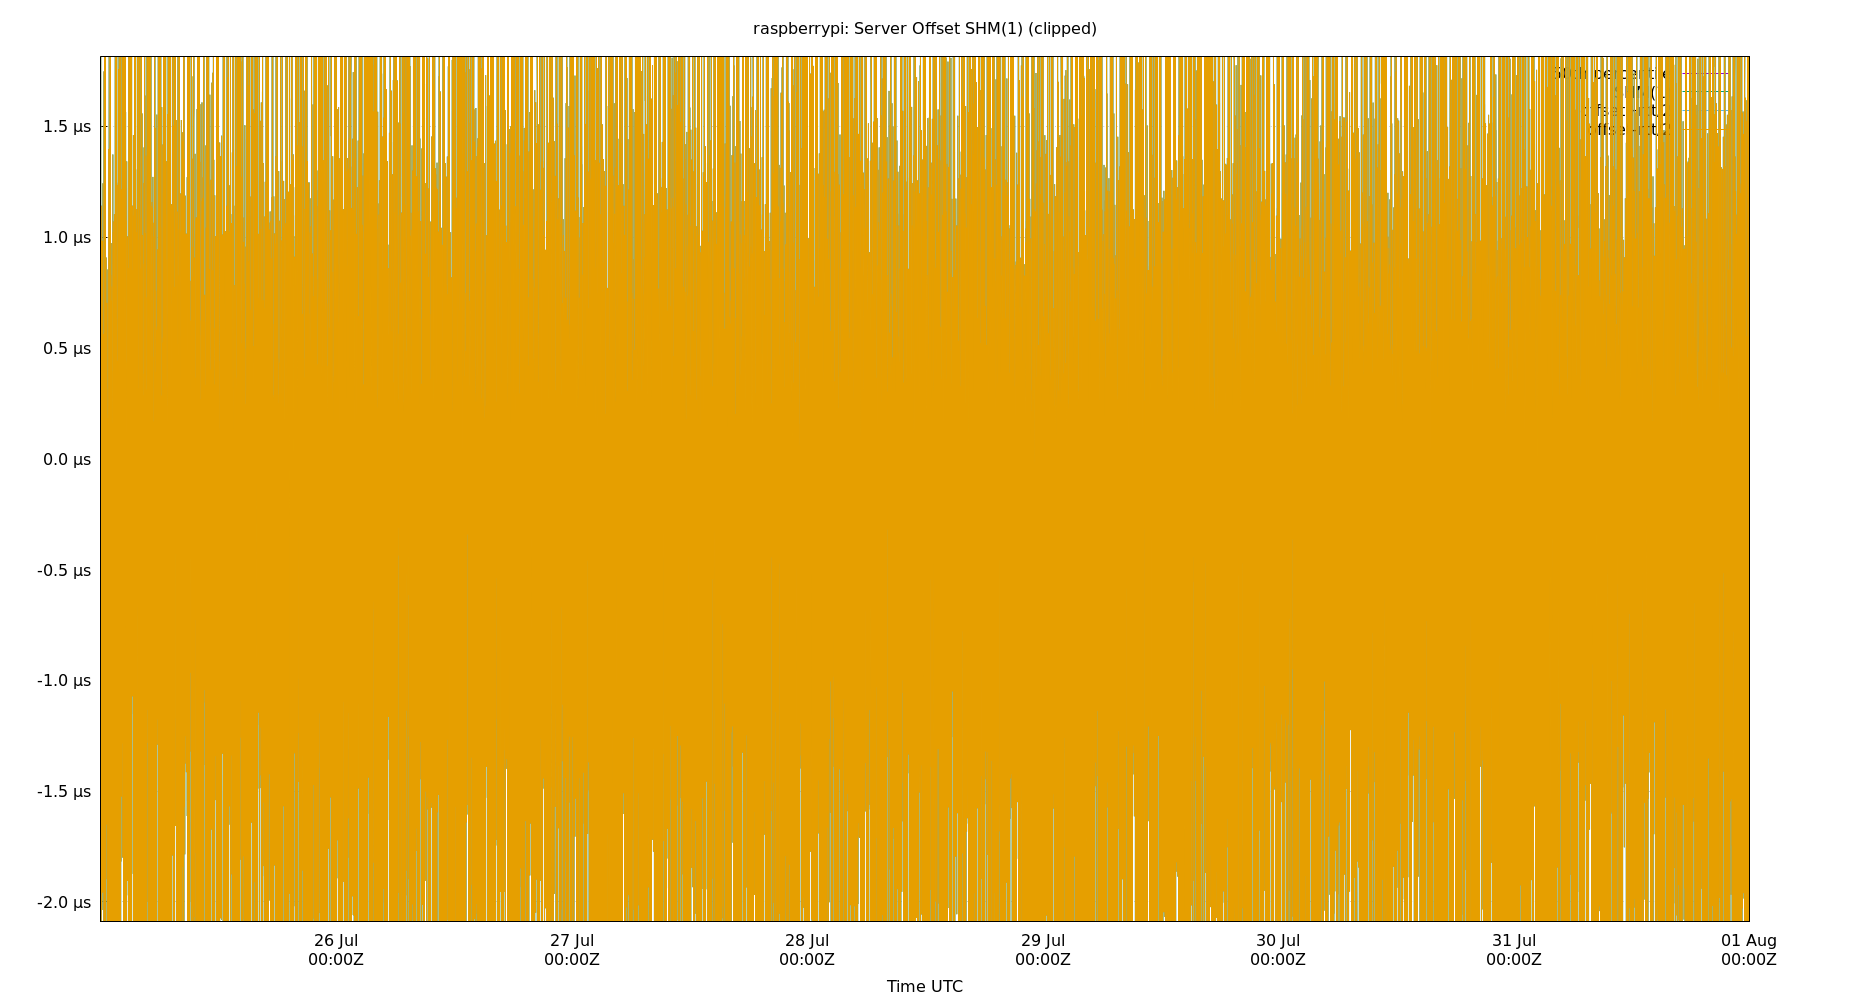 raspberrypi: Server Offset SHM(1) (clipped)
1.5 µs
1.0 µs
0.5 µs
0.0 µs
-0.5 µs
-1.0 µs
-1.5 µs
-2.0 µs
26 Jul
00:00Z
27 Jul
00:00Z
28 Jul
00:00Z
29 Jul
00:00Z
30 Jul
00:00Z
31 Jul
00:00Z
01 Aug
00:00Z
Time UTC